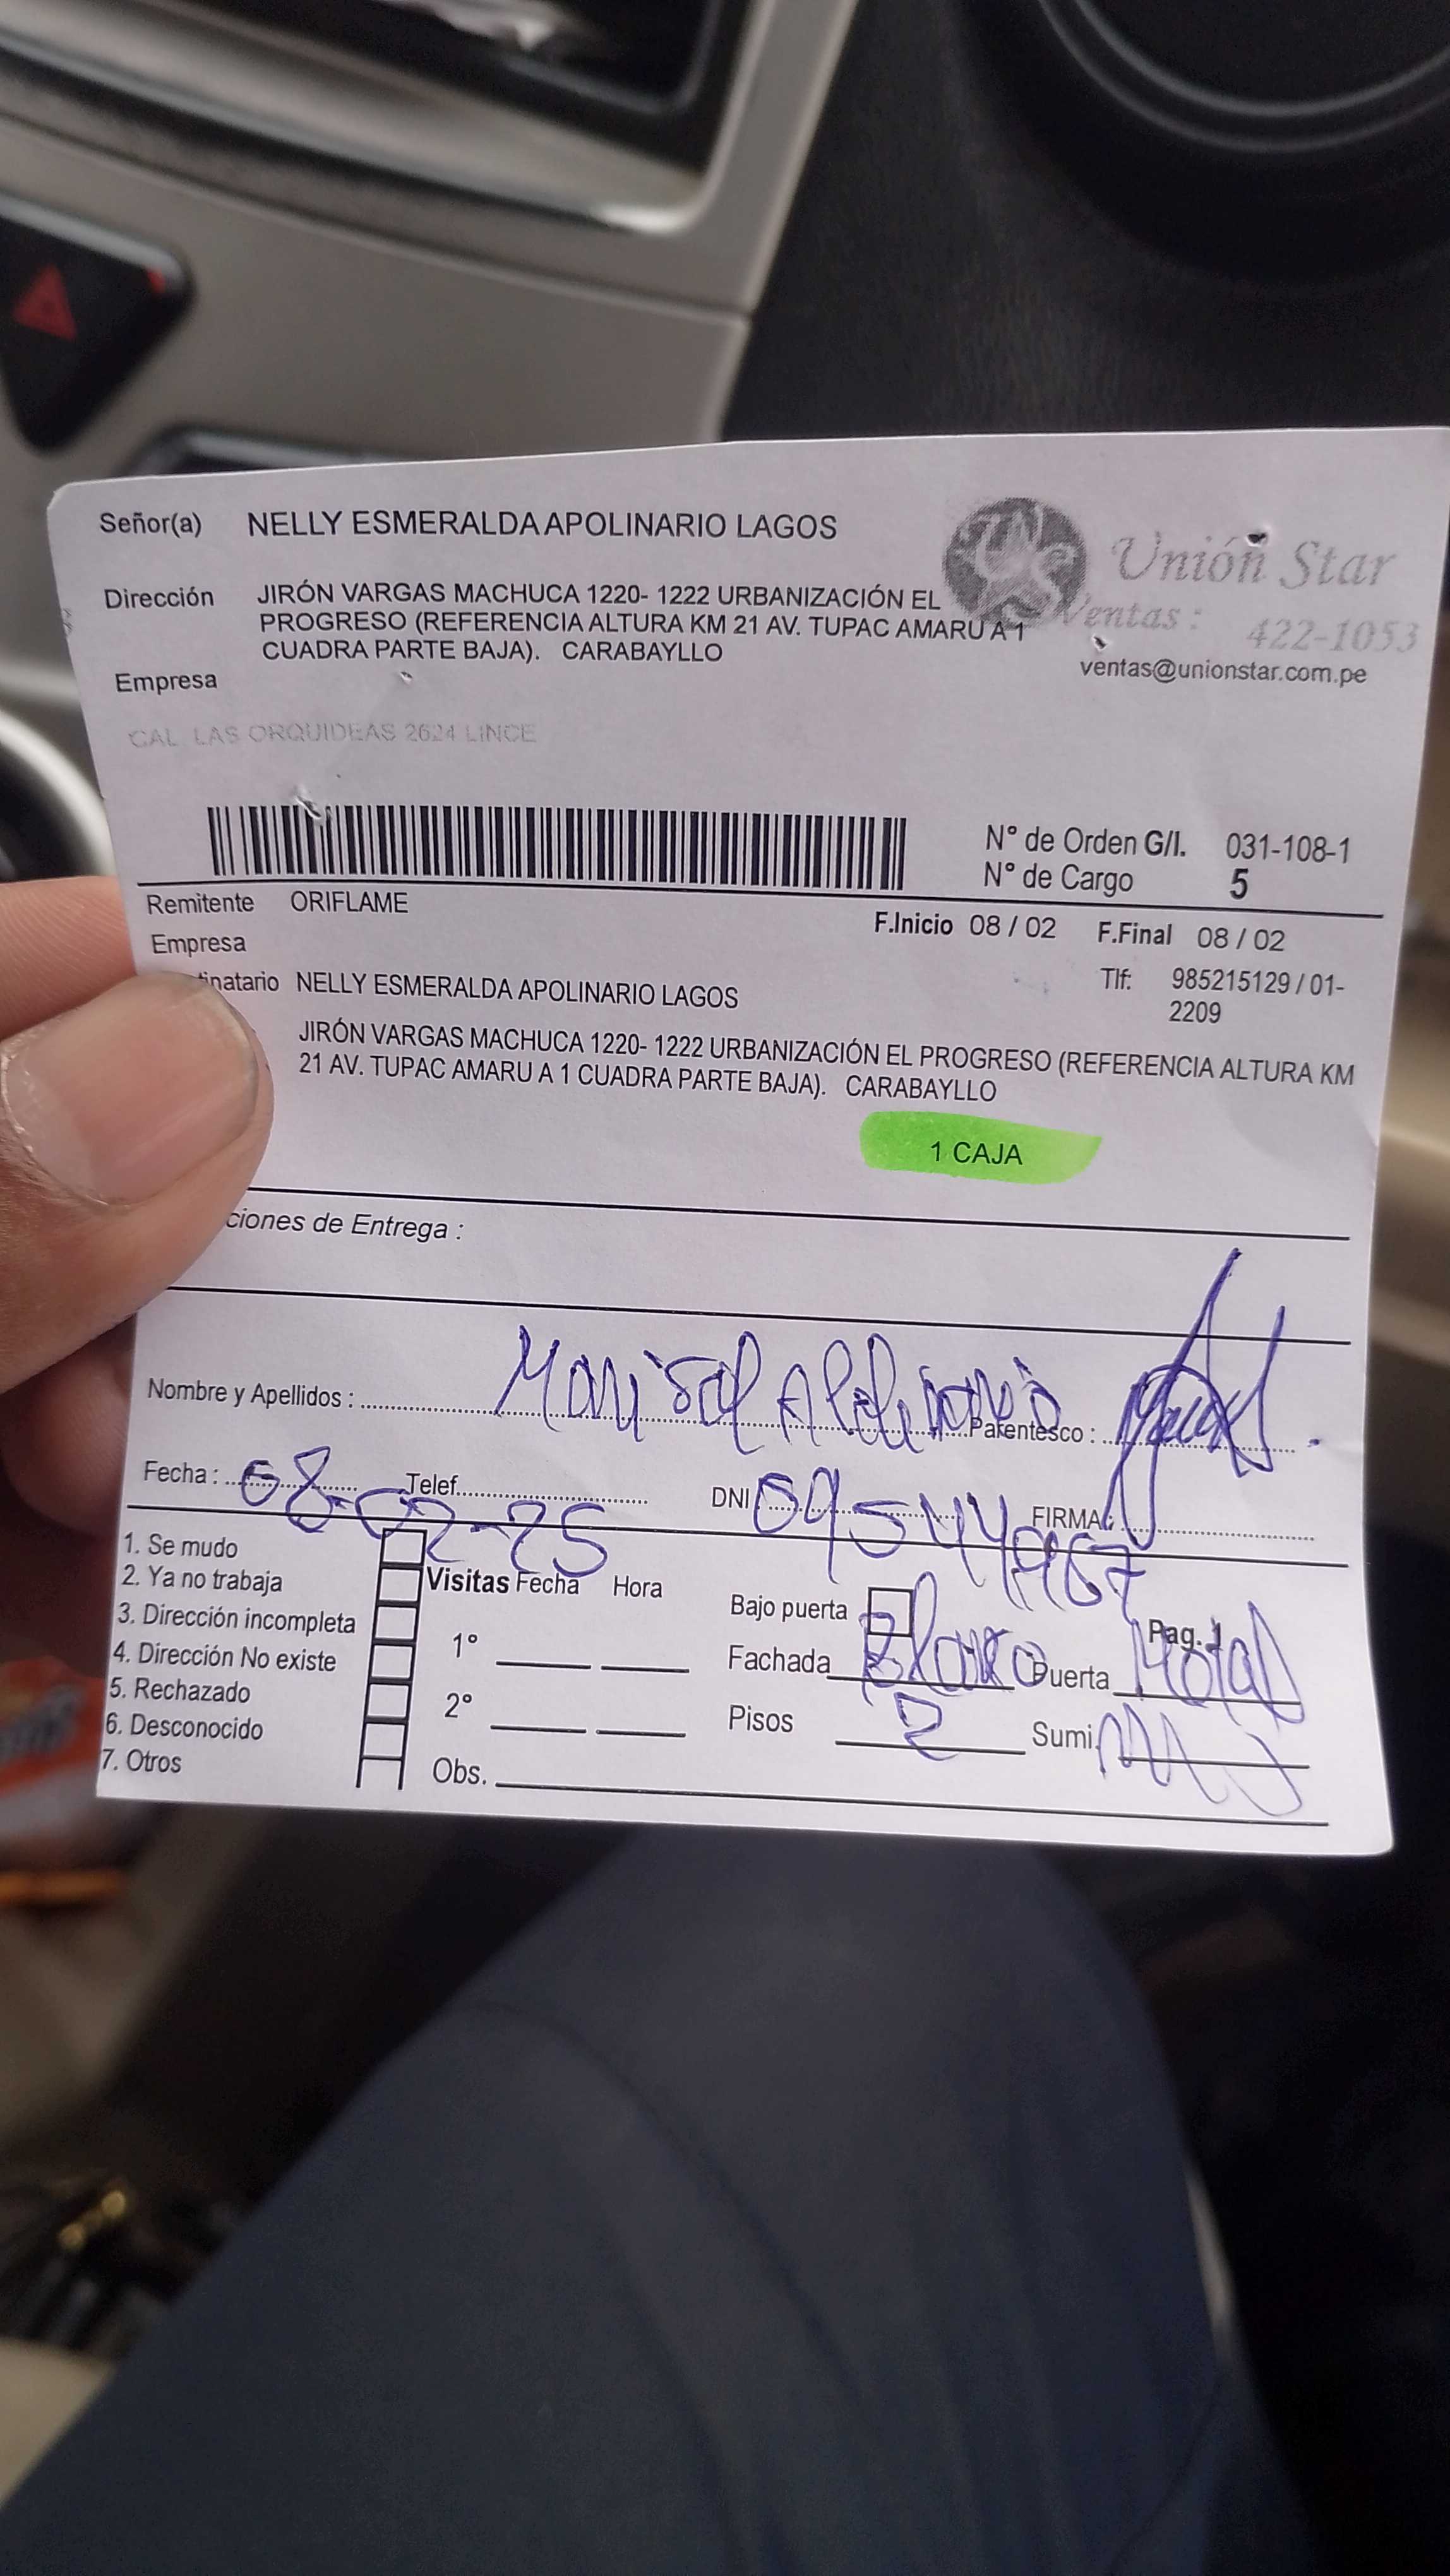 Señor(a) NELLY ESMERALDA APOLINARIO LAGOS
Unión Star
Dirección JIRÓN VARGAS MACHUCA 1220- 1222 URBANIZACIÓN EL
PROGRESO (REFERENCIA ALTURA KM 21 AV. TUPAC AMARU A 1
CUADRA PARTE BAJA). CARABAYLLO
Ventas : 422-1053
ventas@unionstar.com.pe
Empresa
CAL. LAS ORQUIDEAS 2624 LINCE
N° de Orden G/I. 031-108-1
N° de Cargo 5
Remitente ORIFLAME
F.Inicio 08 / 02 F.Final 08 / 02
Empresa
tinatario NELLY ESMERALDA APOLINARIO LAGOS
Tlf: 985215129 / 01-
2209
JIRÓN VARGAS MACHUCA 1220- 1222 URBANIZACIÓN EL PROGRESO (REFERENCIA ALTURA KM
21 AV. TUPAC AMARU A 1 CUADRA PARTE BAJA). CARABAYLLO
1 CAJA
ciones de Entrega :
Nombre y Apellidos : Marisol Apolinario Parentesco :
Fecha : 08-02-25 Telef. DNI FIRMA :
1. Se mudo
2. Ya no trabaja
3. Dirección incompleta
4. Dirección No existe
5. Rechazado
6. Desconocido
7. Otros
Visitas Fecha Hora
1°
2°
Obs.
Bajo puerta
Pag. 1
Fachada Blanco Puerta Metal
Pisos 2 Sumi.